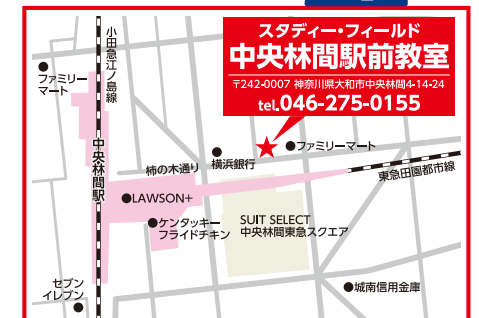 スタディー・フィールド
中央林間駅前教室
〒242-0007 神奈川県大和市中央林間4-14-24
tel.046-275-0155
小田急江ノ島線
ファミリー
マート
中央林間駅
柿の木通り
横浜銀行
ファミリーマート
東急田園都市線
LAWSON+
ケンタッキー
フライドチキン
SUIT SELECT
中央林間東急スクエア
セブン
イレブン
城南信用金庫